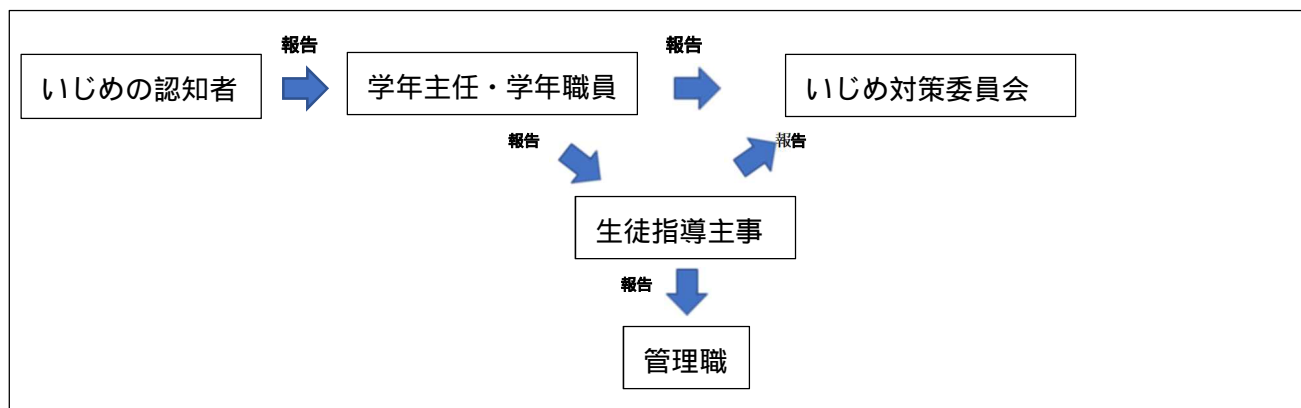 報告
報告
いじめの認知者
学年主任・学年職員
いじめ対策委員会
報告
報告
生徒指導主事
報告
管理職